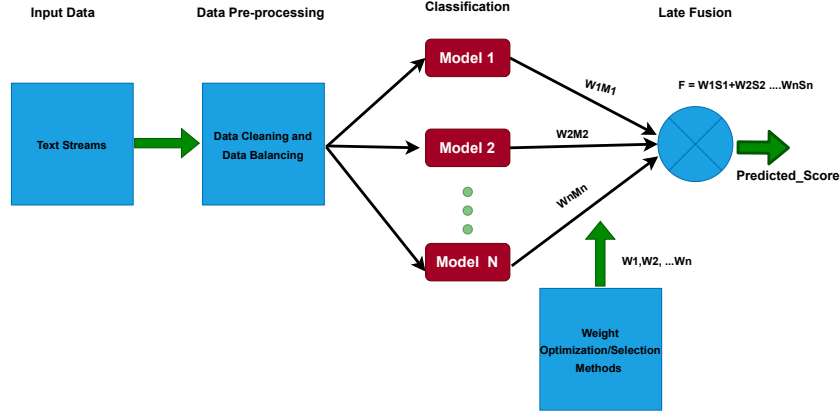 Input Data
Data Pre-processing
Classification
Late Fusion
Text Streams
Data Cleaning and
Data Balancing
Model 1
Model 2
Model  N
W1M1
W2M2
WnMn
F = W1S1+W2S2 ....WnSn
Predicted_Score
W1,W2, ...Wn
Weight
Optimization/Selection
Methods